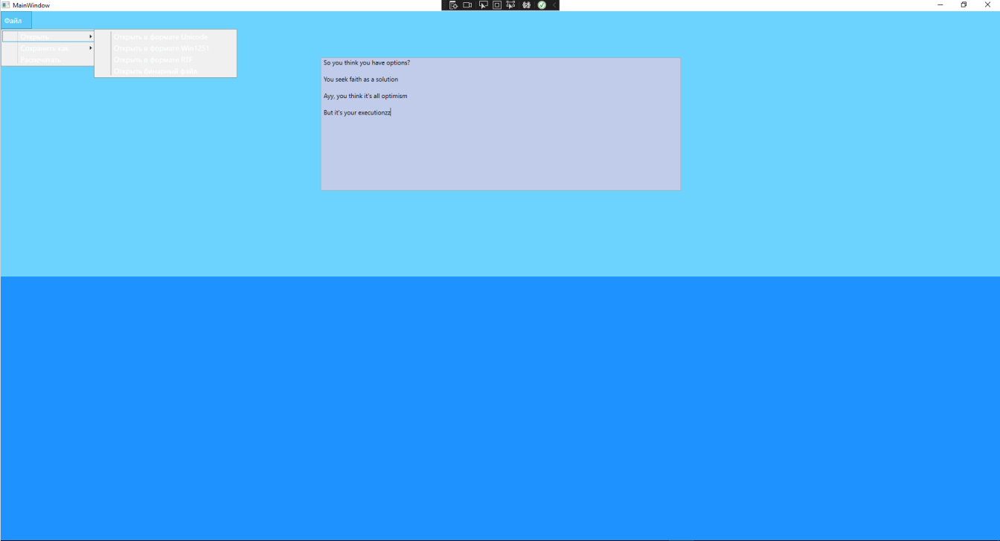 MainWindow
Файл
Открыть
Сохранить как
Распечатать
Открыть в формате Unicode
Открыть в формате Win1251
Открыть в формате RTF
Открыть бинарный файл
So you think you have options?
You seek faith as a solution
Ayy, you think it's all optimism
But it's your executionzz